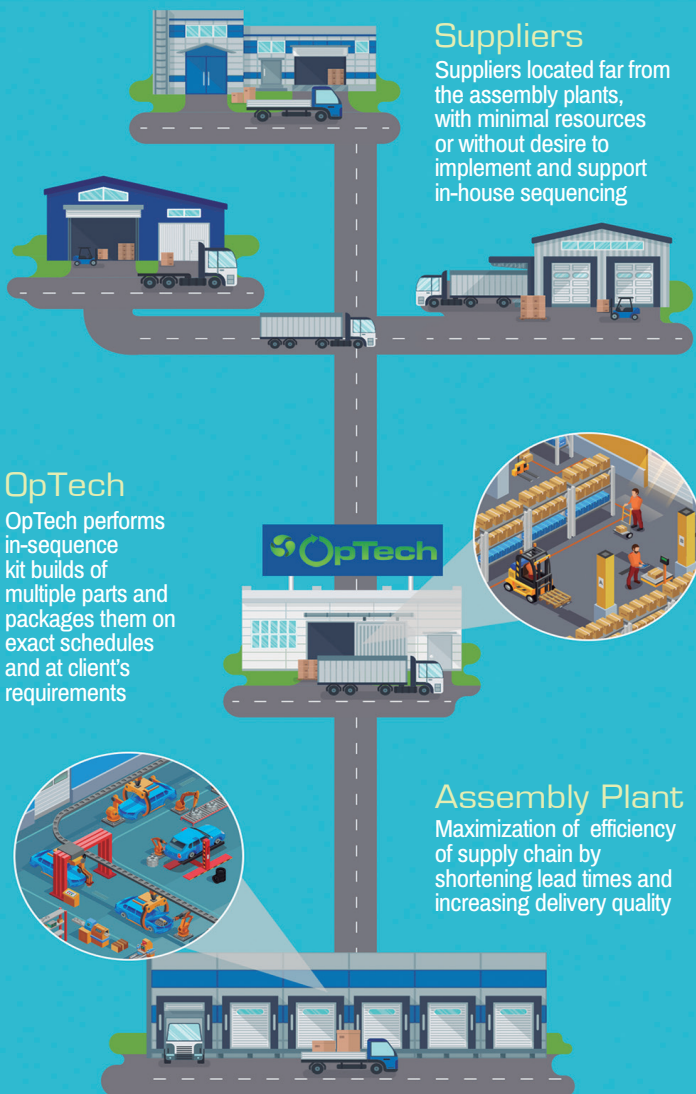 Suppliers
Suppliers located far from
the assembly plants,
with minimal resources
or without desire to
implement and support
in-house sequencing
OpTech
OpTech performs
in-sequence
kit builds of
multiple parts and
packages them on
exact schedules
and at client’s
requirements
OpTech
Assembly Plant
Maximization of efficiency
of supply chain by
shortening lead times and
increasing delivery quality